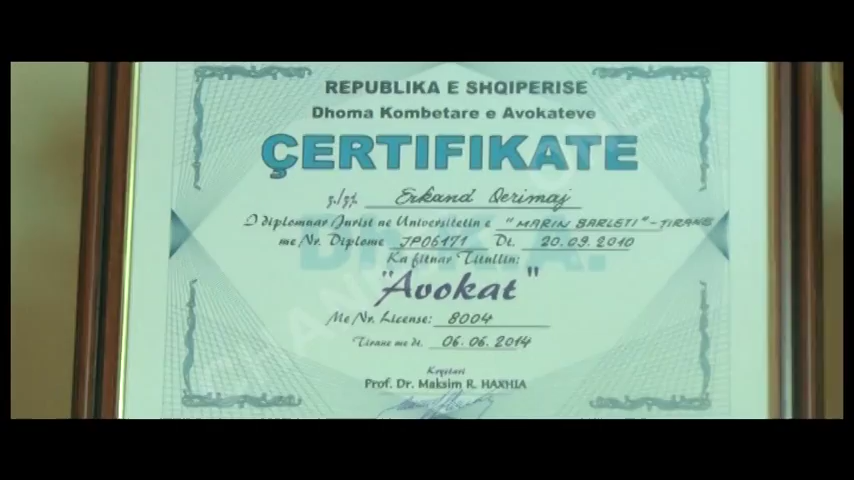 REPUBLIKA E SHQIPERISE
Dhoma Kombetare e Avokateve
ÇERTIFIKATE
z./zj. Erkand Qerimaj
I diplomuar Jurist ne Universitetin e "MARIN BARLETI" - TIRANE
me Nr. Diplome JP06171 Dt. 20.09.2010
Ka fituar Titullin:
"Avokat"
Me Nr. License: 8004
Tirane me dt. 06.06.2014
Kryetari
Prof. Dr. Maksim R. HAXHIA